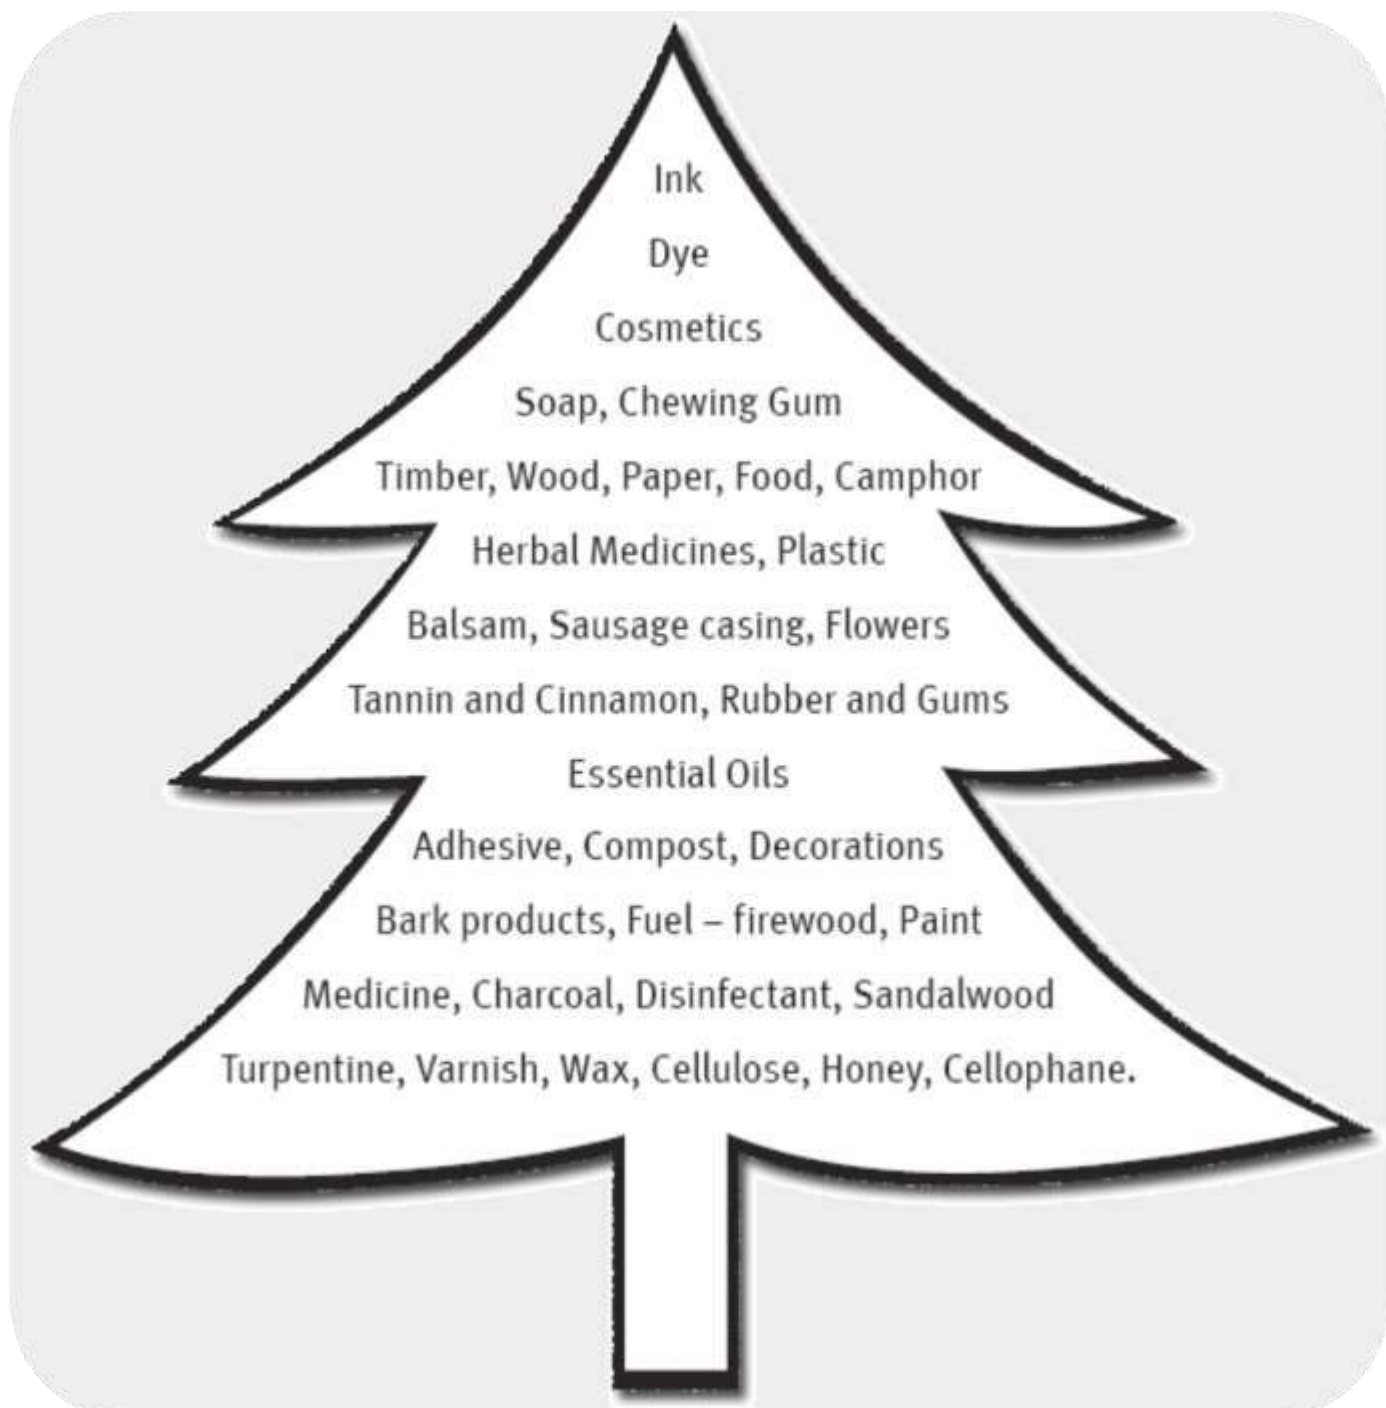 Ink
Dye
Cosmetics
Soap, Chewing Gum
Timber, Wood, Paper, Food, Camphor
Herbal Medicines, Plastic
Balsam, Sausage casing, Flowers
Tannin and Cinnamon, Rubber and Gums
Essential Oils
Adhesive, Compost, Decorations
Bark products, Fuel – firewood, Paint
Medicine, Charcoal, Disinfectant, Sandalwood
Turpentine, Varnish, Wax, Cellulose, Honey, Cellophane.